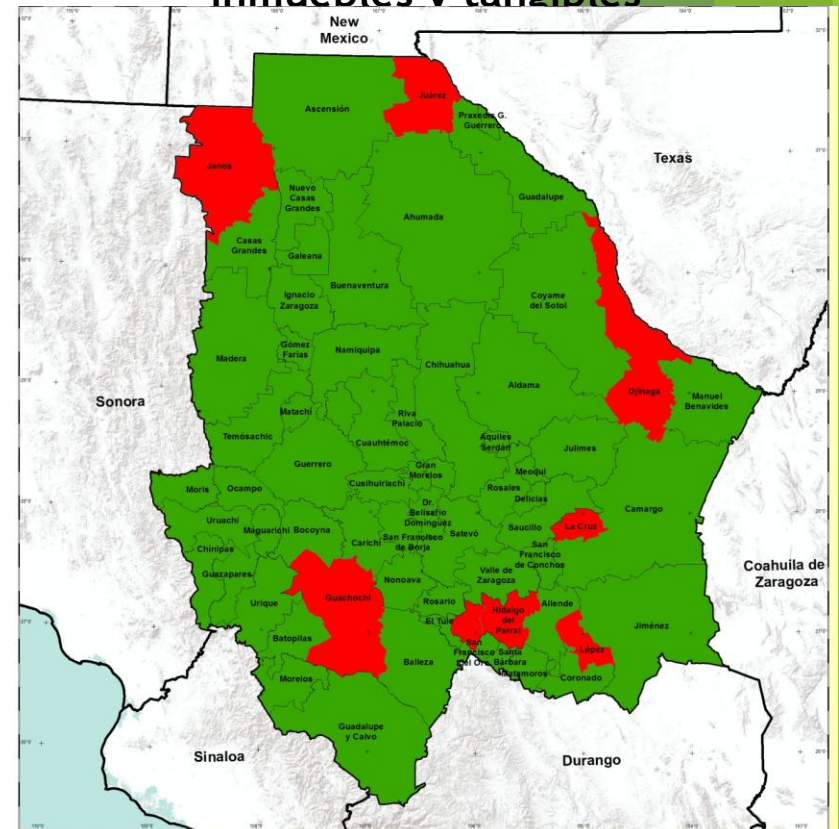 inmuebles y tangibles
New
Mexico
Juárez
Ascensión
Praxedis G.
Guerrero
Texas
Janos
Nuevo
Casas
Grandes
Guadalupe
Ahumada
Casas
Grandes
Galeana
Buenaventura
Ignacio
Zaragoza
Coyame
del Sotol
Gómez
Farías
Namiquipa
Madera
Chihuahua
Aldama
Ojinaga
Manuel
Benavides
Sonora
Matachí
Riva
Palacio
Temósachic
Cuauhtémoc
Aquiles
Serdán
Julimes
Guerrero
Gran
Morelos
Meoqui
Cusihuiriachi
Rosales
Moris
Ocampo
Delicias
Dr.
Belisario
Domínguez
Camargo
Uruachi
Maguarichi
Bocoyna
Satevó
Saucillo
La Cruz
San Francisco
de Borja
Carichí
San
Francisco
de Conchos
Chínipas
Coahuila de
Zaragoza
Guazapares
Nonoava
Valle de
Zaragoza
Guachochi
Urique
Rosario
Hidalgo
del
Parral
Allende
El Tule
Jiménez
Batopilas
San
Francisco
del Oro
Santa
Bárbara
López
Balleza
Matamoros
Coronado
Morelos
Guadalupe
y Calvo
Sinaloa
Durango